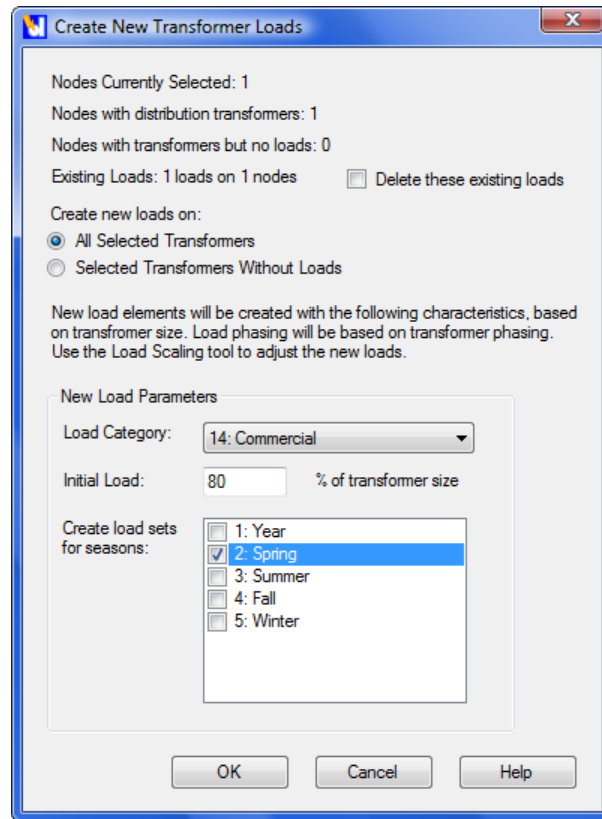 Create New Transformer Loads
Nodes Currently Selected: 1
Nodes with distribution transformers: 1
Nodes with transformers but no loads: 0
Existing Loads: 1 loads on 1 nodes Delete these existing loads
Create new loads on:
All Selected Transformers
Selected Transformers Without Loads
New load elements will be created with the following characteristics, based
on transfromer size. Load phasing will be based on transformer phasing.
Use the Load Scaling tool to adjust the new loads.
New Load Parameters
Load Category: 14: Commercial
Initial Load: 80 % of transformer size
Create load sets
for seasons:
1: Year
2: Spring
3: Summer
4: Fall
5: Winter
OK Cancel Help